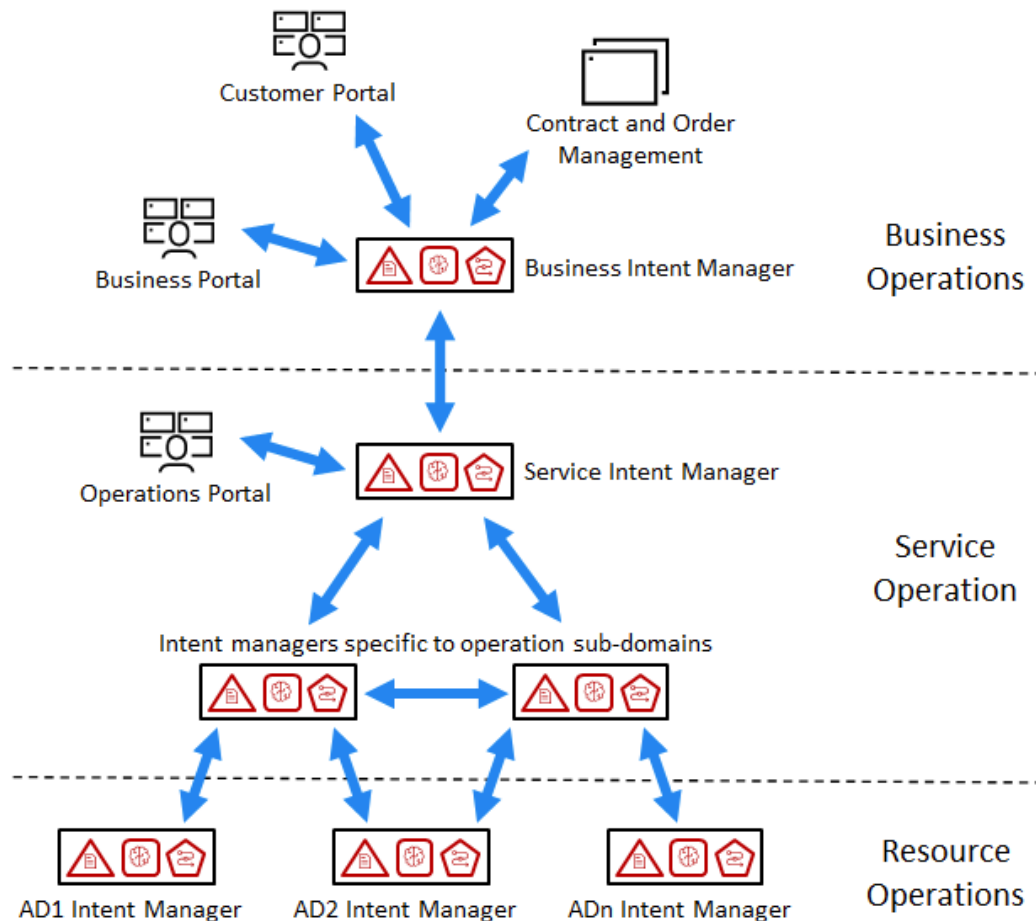 Customer Portal
Contract and Order
Management
Business Portal
Business Intent Manager
Business
Operations
Operations Portal
Service Intent Manager
Service
Operation
Intent managers specific to operation sub-domains
AD1 Intent Manager
AD2 Intent Manager
ADn Intent Manager
Resource
Operations